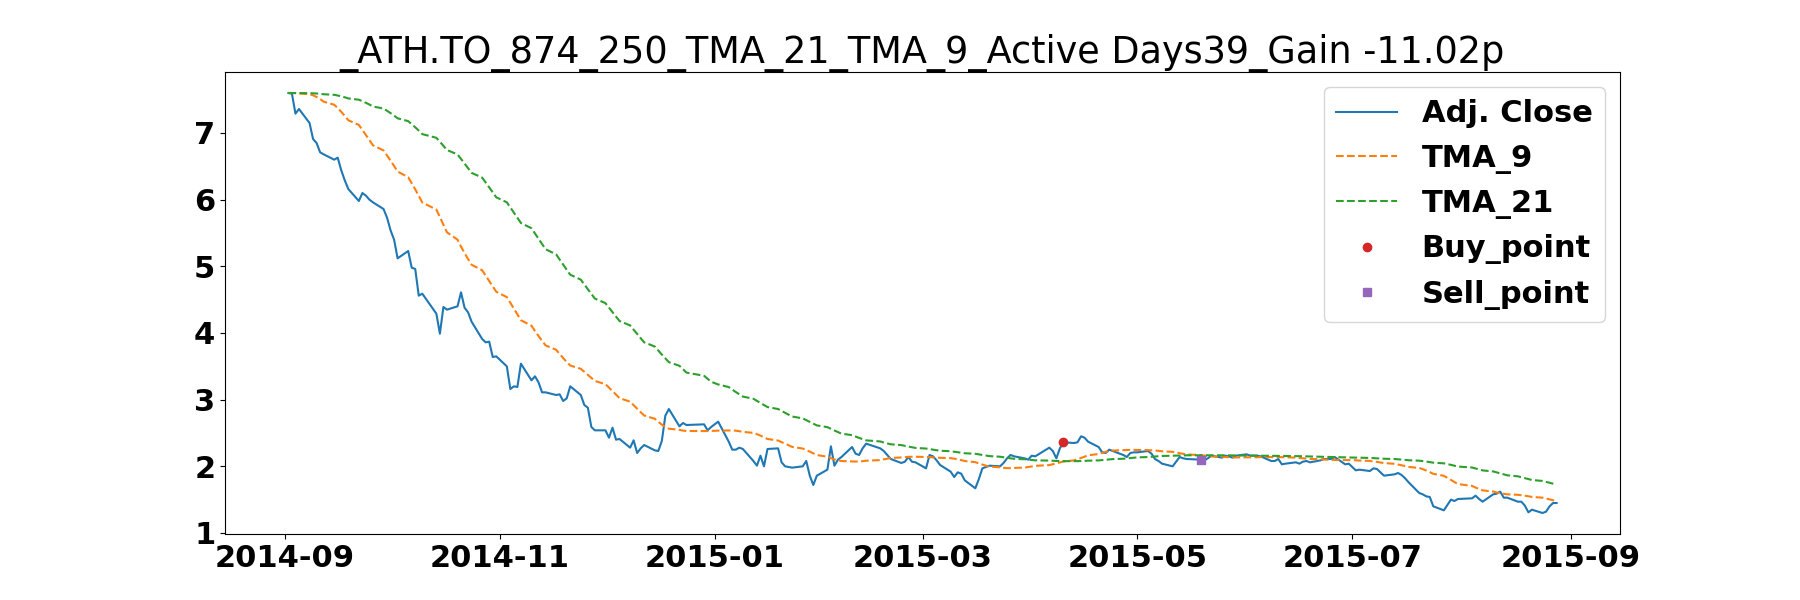 _ATH.TO_874_250_TMA_21_TMA_9_Active Days39_Gain -11.02p
Adj. Close
TMA_9
TMA_21
Buy_point
Sell_point
7
6
5
4
3
2
1
2014-09 2014-11 2015-01 2015-03 2015-05 2015-07 2015-09